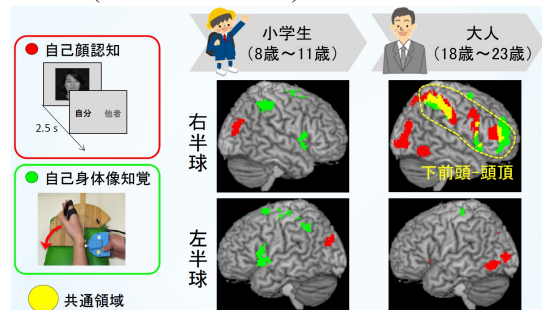 小学生
(8歳~11歳)
大人
(18歳~23歳)
自己顔認知
自分 他者
2.5 s
自己身体像知覚
共通領域
右半球
下前頭-頭頂
左半球